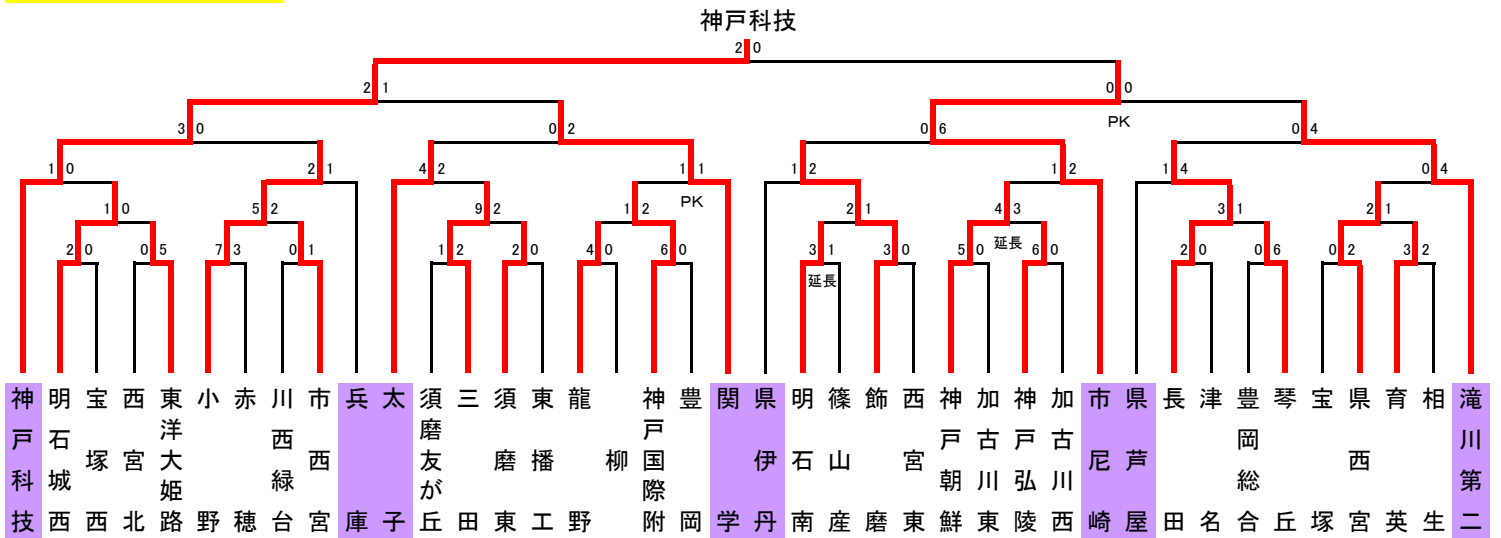 神戸科技
2 0
2 1
0 0
PK
3 0
0 2
0 6
0 4
1 0
2 1
4 2
1 1
PK
1 2
1 2
1 4
0 4
1 0
5 2
9 2
1 2
2 1
4 3
延長
3 1
2 1
2 0
0 5
7 3
0 1
1 2
2 0
4 0
6 0
3 1
延長
3 0
5 0
6 0
2 0
0 6
0 2
3 2
神戸科技
明石城西
宝塚西
西宮北
東洋大姫路
小野
赤穂
川西緑台
市西宮
兵庫
太子
須磨友が丘
三田
須磨東
東播工
龍野
柳
神戸国際附
豊岡
関学
県伊丹
明石南
篠山産
飾磨
西宮東
神戸朝鮮
加古川東
神戸弘陵
加古川西
市尼崎
県芦屋
長田
津名
豊岡総合
琴丘
宝塚
県西宮
育英
相生
滝川第二